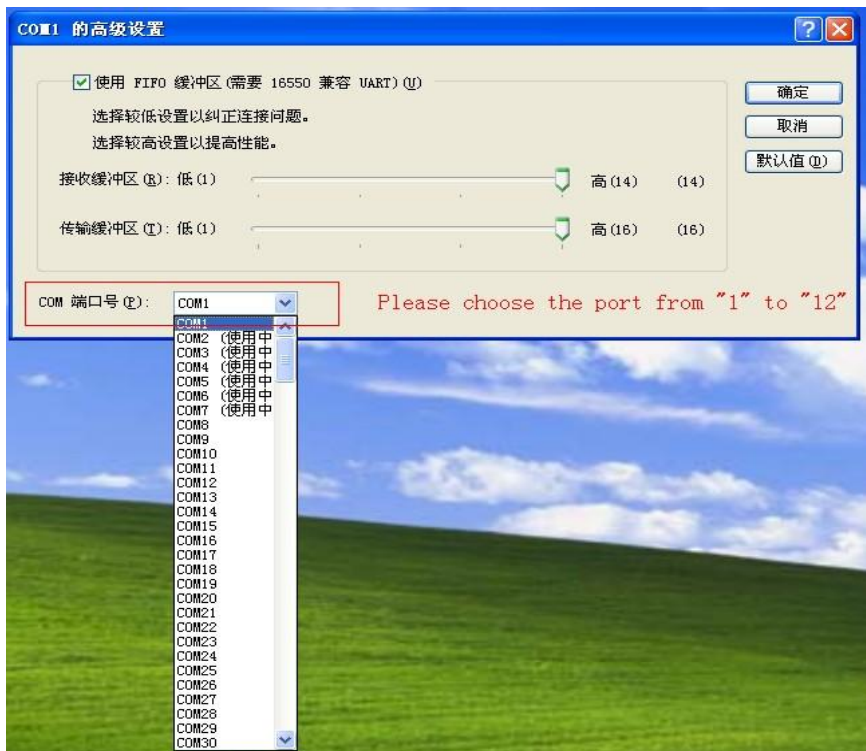 COM1 的高级设置
使用 FIFO 缓冲区(需要 16550 兼容 UART)(U)
确定
选择较低设置以纠正连接问题。
取消
选择较高设置以提高性能。
默认值(D)
接收缓冲区(R): 低(1) 高(14) (14)
传输缓冲区(T): 低(1) 高(16) (16)
COM 端口号(P): COM1 Please choose the port from "1" to "12"
COM1
COM2 (使用中
COM3 (使用中
COM4 (使用中
COM5 (使用中
COM6 (使用中
COM7 (使用中
COM8
COM9
COM10
COM11
COM12
COM13
COM14
COM15
COM16
COM17
COM18
COM19
COM20
COM21
COM22
COM23
COM24
COM25
COM26
COM27
COM28
COM29
COM30